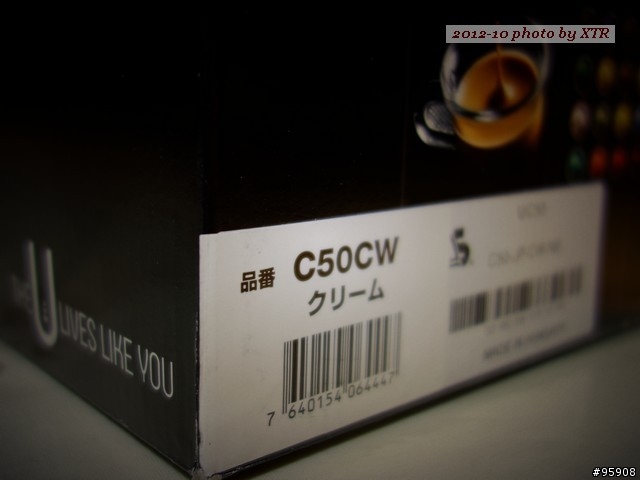 2012-10 photo by XTR
品番 C50CW
クリーム
7 640154 064447
U LIVES LIKE YOU
#95908